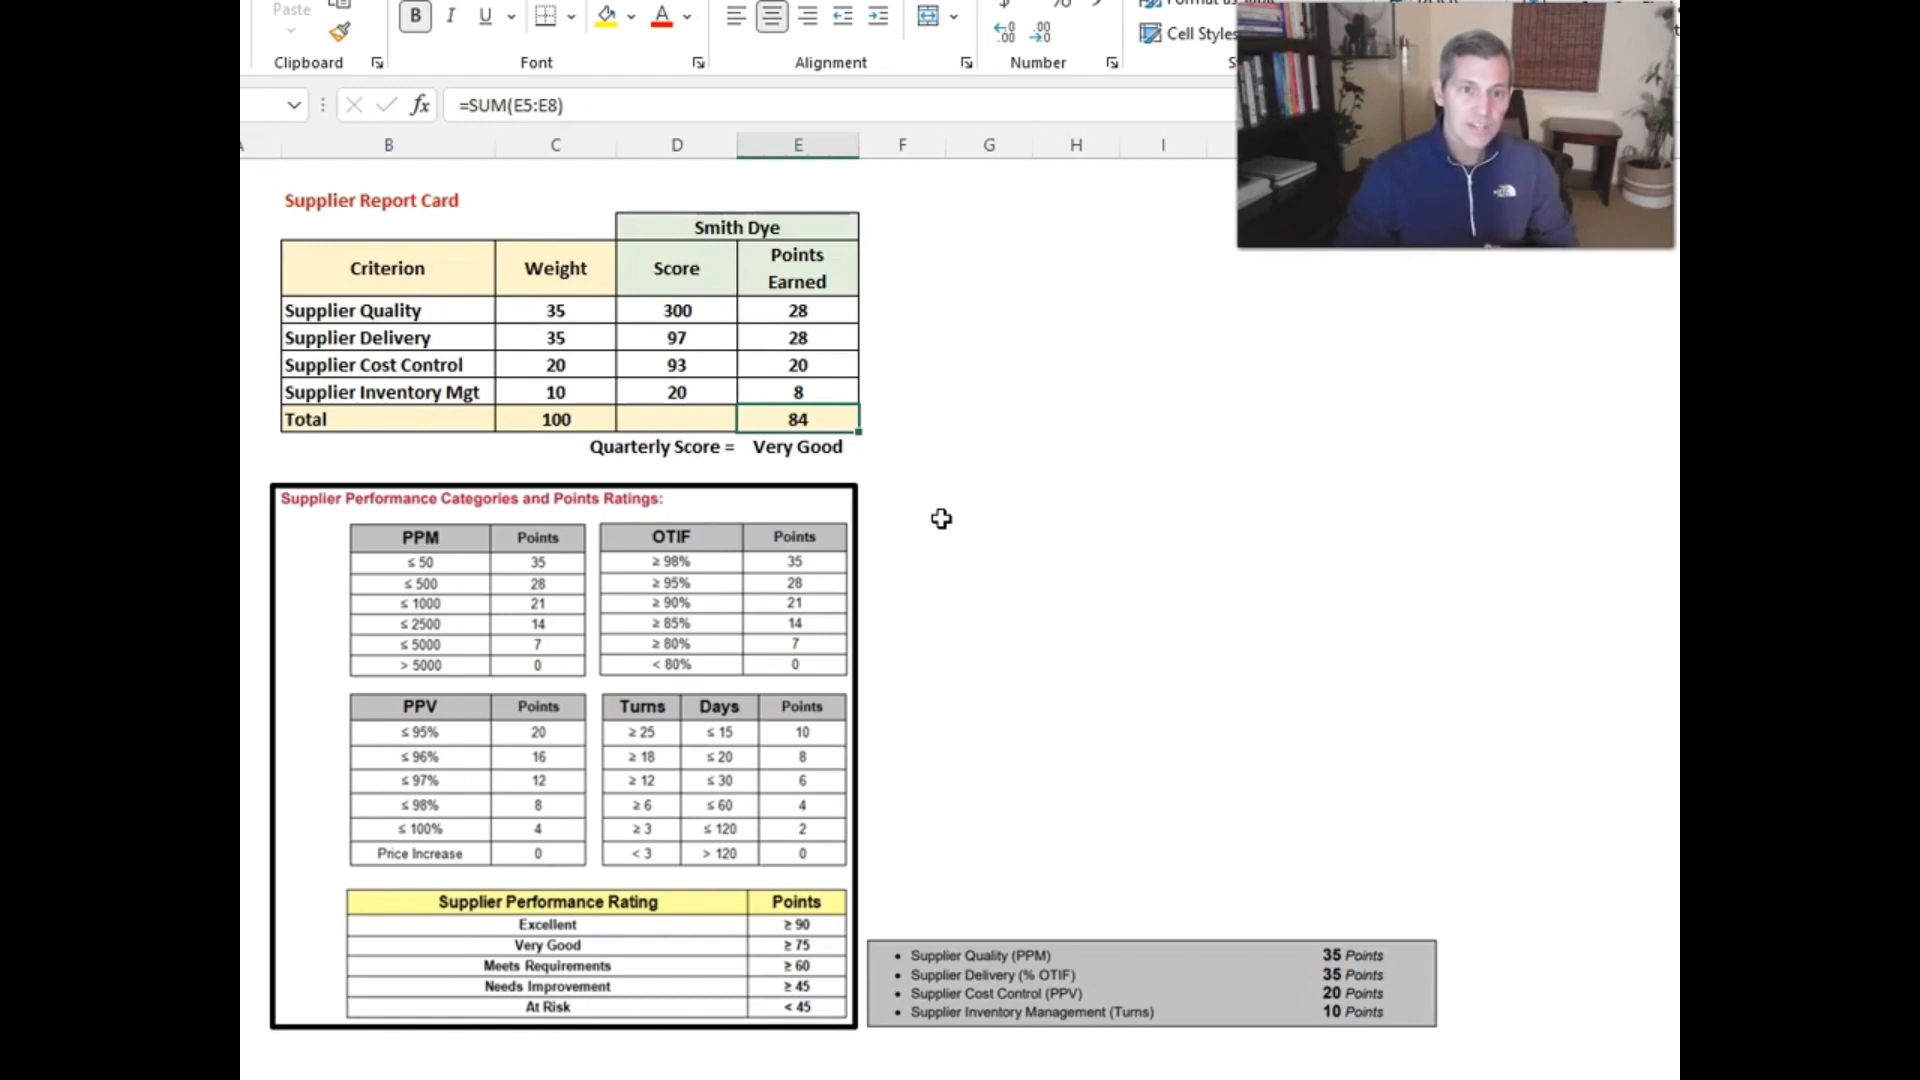 Paste
B I U A
Clipboard Font Alignment Number
Cell Styles
fx =SUM(E5:E8)
B C D E F G H I
Supplier Report Card
Smith Dye
Criterion Weight Score Points Earned
Supplier Quality 35 300 28
Supplier Delivery 35 97 28
Supplier Cost Control 20 93 20
Supplier Inventory Mgt 10 20 8
Total 100 84
Quarterly Score = Very Good
Supplier Performance Categories and Points Ratings:
PPM Points OTIF Points
≤ 50 35 ≥ 98% 35
≤ 500 28 ≥ 95% 28
≤ 1000 21 ≥ 90% 21
≤ 2500 14 ≥ 85% 14
≤ 5000 7 ≥ 80% 7
> 5000 0 < 80% 0
PPV Points Turns Days Points
≤ 95% 20 ≥ 25 ≤ 15 10
≤ 96% 16 ≥ 18 ≤ 20 8
≤ 97% 12 ≥ 12 ≤ 30 6
≤ 98% 8 ≥ 6 ≤ 60 4
≤ 100% 4 ≥ 3 ≤ 120 2
Price Increase 0 < 3 > 120 0
Supplier Performance Rating Points
Excellent ≥ 90
Very Good ≥ 75
Meets Requirements ≥ 60
Needs Improvement ≥ 45
At Risk < 45
• Supplier Quality (PPM) 35 Points
• Supplier Delivery (% OTIF) 35 Points
• Supplier Cost Control (PPV) 20 Points
• Supplier Inventory Management (Turns) 10 Points